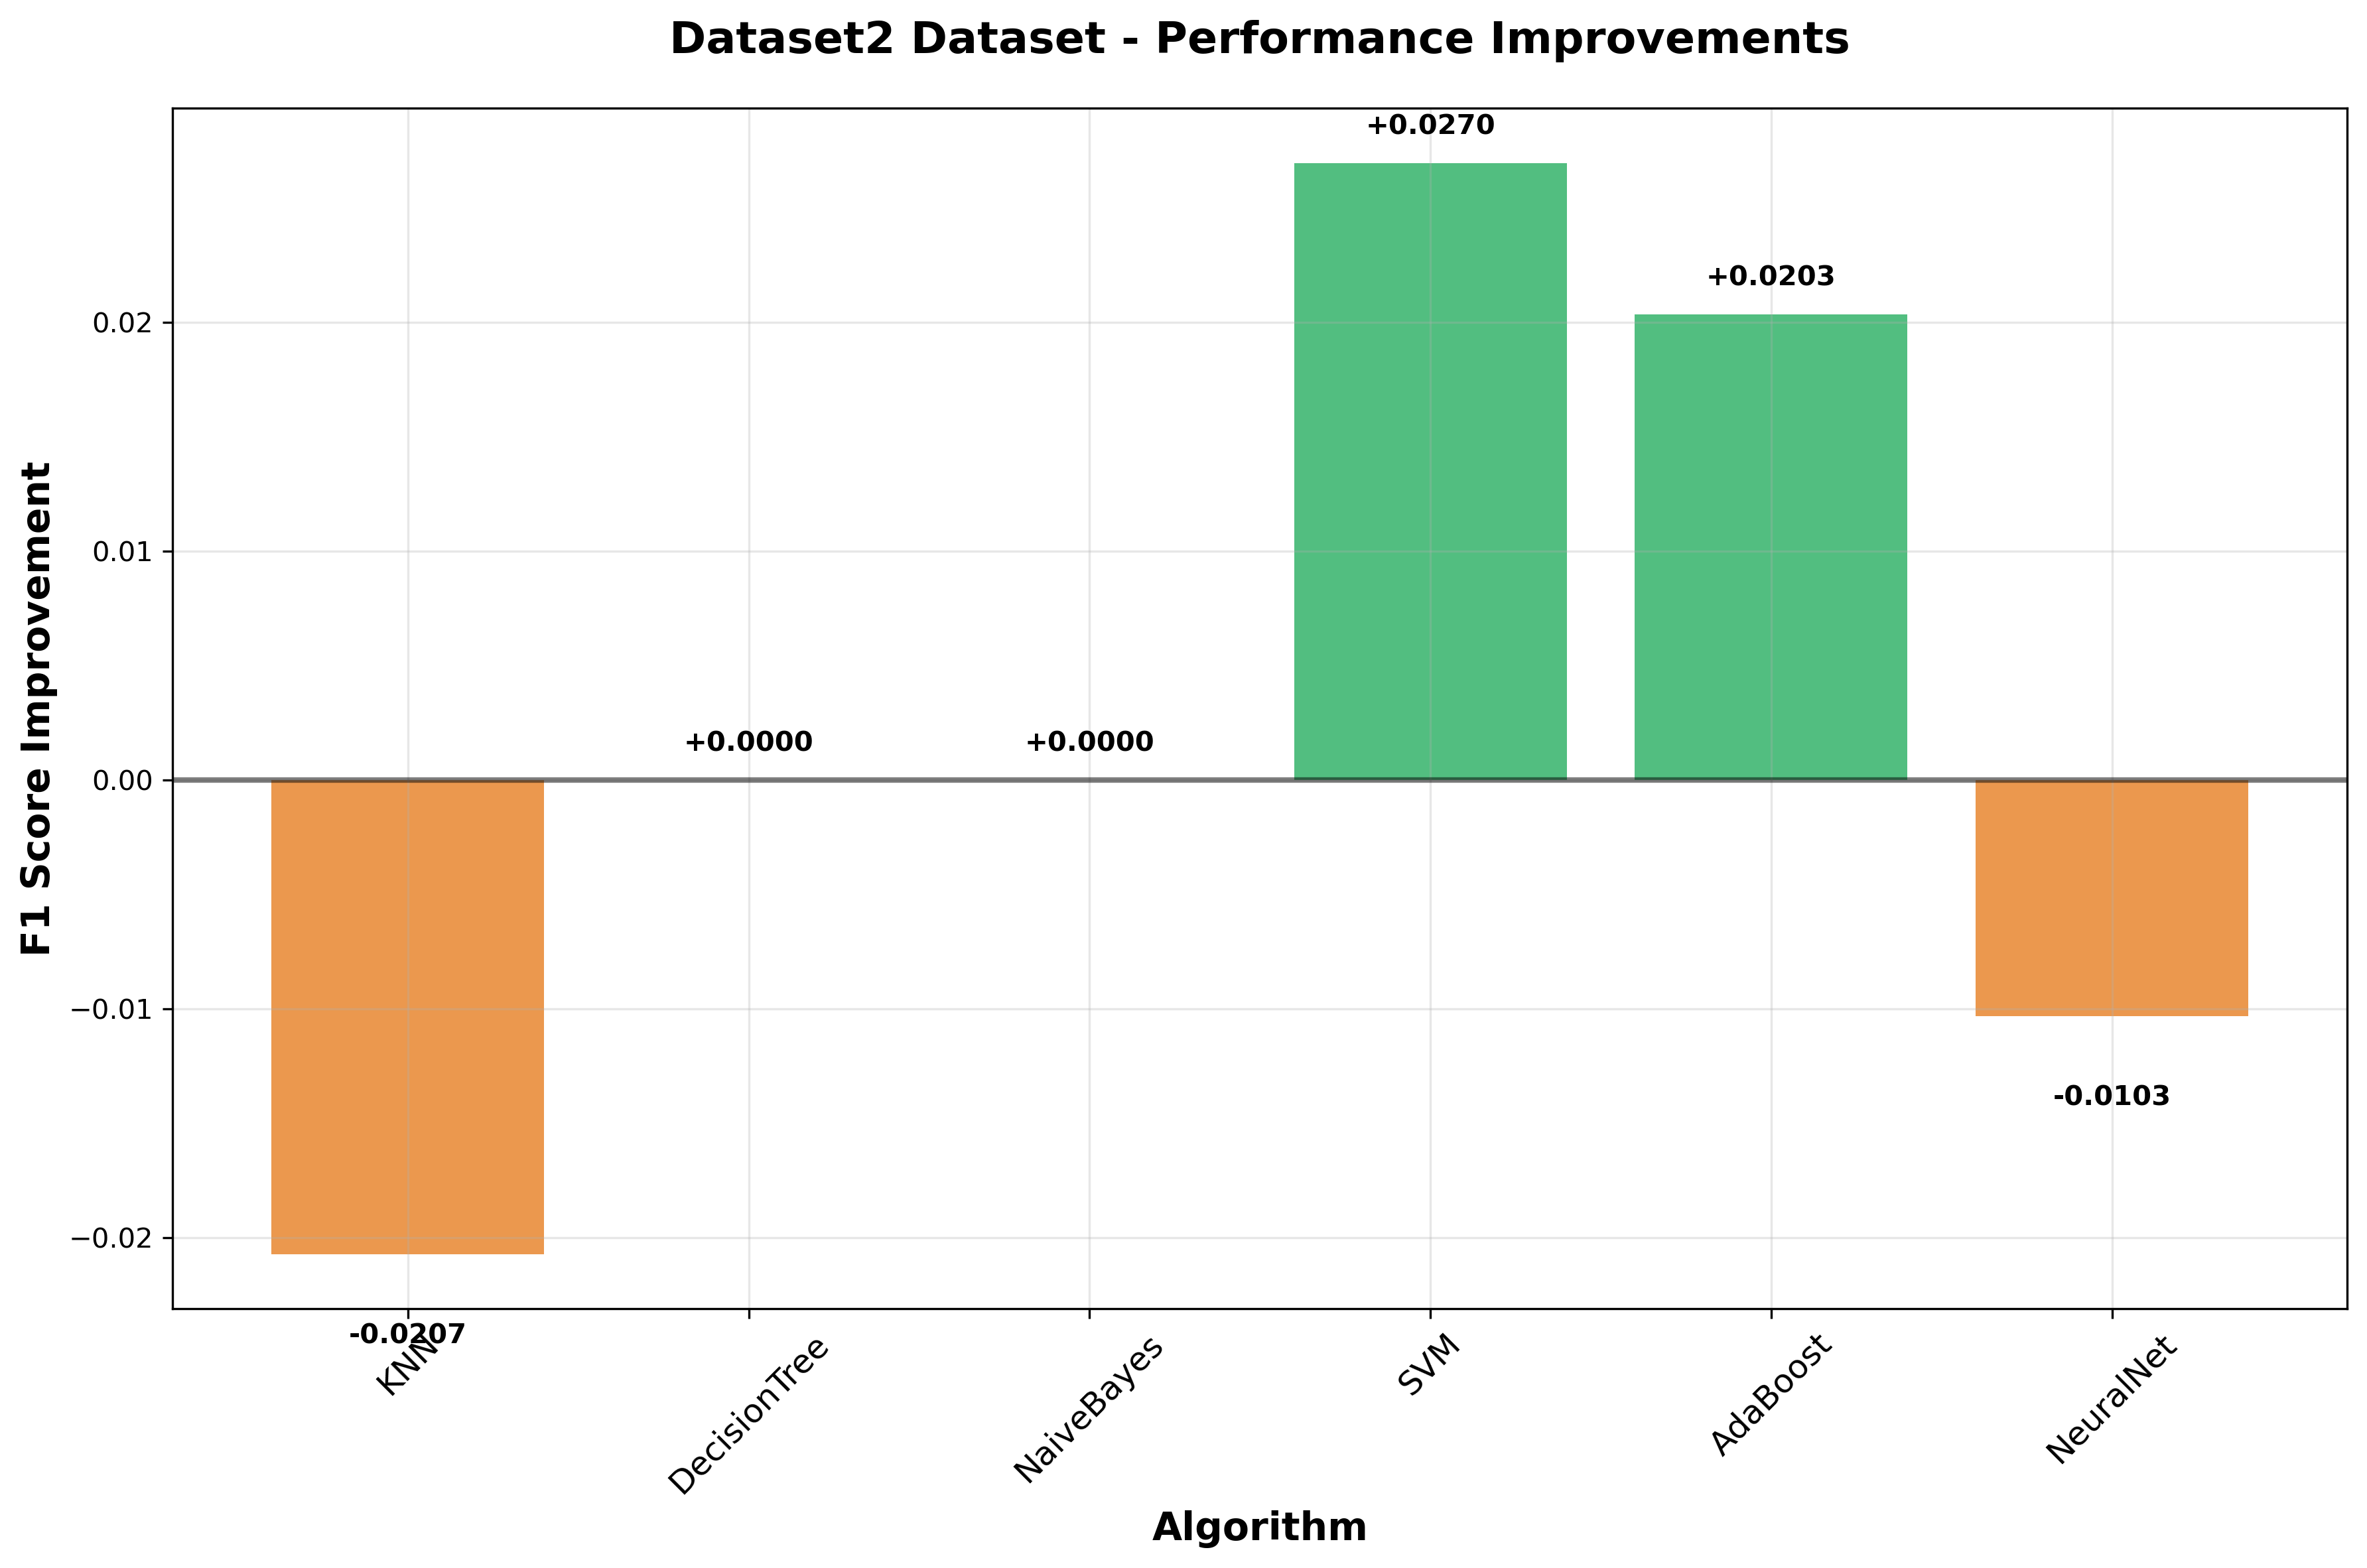 Dataset2 Dataset - Performance Improvements
F1 Score Improvement
0.02
0.01
0.00
−0.01
−0.02
+0.0270
+0.0203
+0.0000
+0.0000
-0.0103
-0.0207
KNN
DecisionTree
NaiveBayes
SVM
AdaBoost
NeuralNet
Algorithm